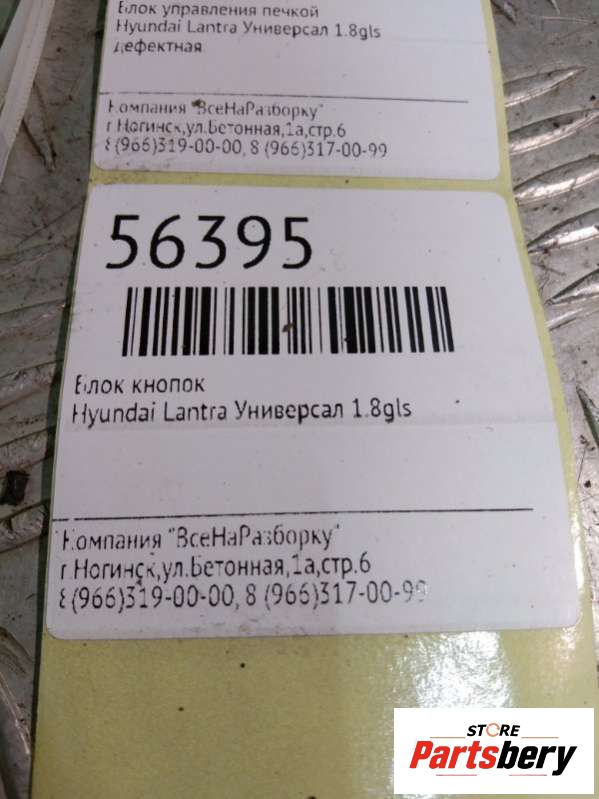 Блок управления печкой
Hyundai Lantra Универсал 1.8gls
дефектная
Компания "ВсеНаРазборку"
г.Ногинск,ул.Бетонная,1а,стр.6
8 (966)319-00-00, 8 (966)317-00-99
56395
Блок кнопок
Hyundai Lantra Универсал 1.8gls
Компания "ВсеНаРазборку"
г.Ногинск,ул.Бетонная,1а,стр.6
8 (966)319-00-00, 8 (966)317-00-99
STORE
Partsbery